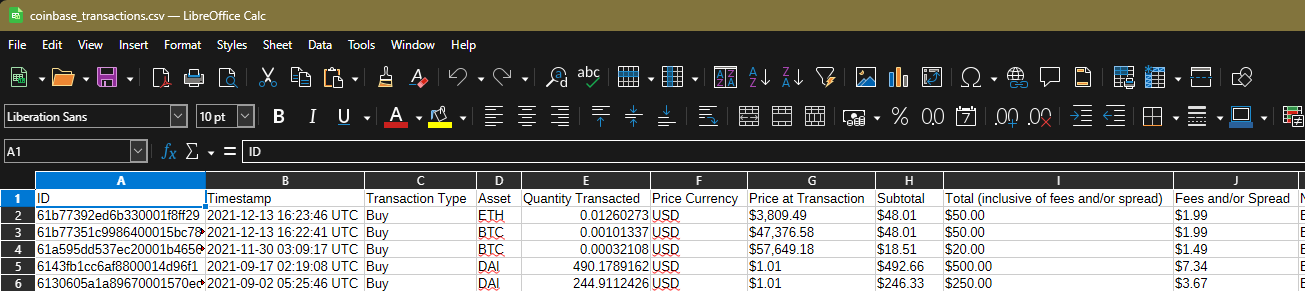 coinbase_transactions.csv — LibreOffice Calc
File Edit View Insert Format Styles Sheet Data Tools Window Help
Liberation Sans 10 pt
A1 ID
A B C D E F G H I J
1 ID Timestamp Transaction Type Asset Quantity Transacted Price Currency Price at Transaction Subtotal Total (inclusive of fees and/or spread) Fees and/or Spread
2 61b77392ed6b330001f8ff29 2021-12-13 16:23:46 UTC Buy ETH 0.01260273 USD $3,809.49 $48.01 $50.00 $1.99
3 61b77351c9986400015bc78 2021-12-13 16:22:41 UTC Buy BTC 0.00101337 USD $47,376.58 $48.01 $50.00 $1.99
4 61a595dd537ec20001b4656 2021-11-30 03:09:17 UTC Buy BTC 0.00032108 USD $57,649.18 $18.51 $20.00 $1.49
5 6143fb1cc6af8800014d96f1 2021-09-17 02:19:08 UTC Buy DAI 490.1789162 USD $1.01 $492.66 $500.00 $7.34
6 6130605a1a89670001570ec 2021-09-02 05:25:46 UTC Buy DAI 244.9112426 USD $1.01 $246.33 $250.00 $3.67